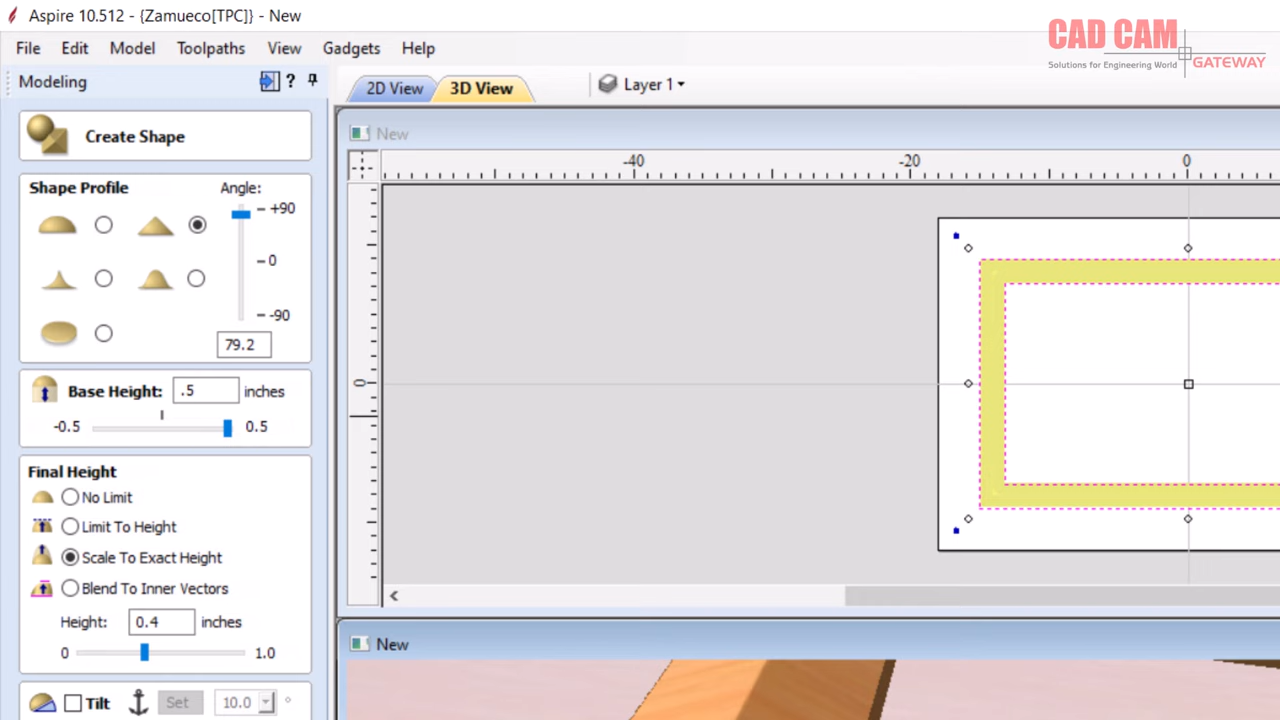 Aspire 10.512 - {Zamueco[TPC]} - New
File Edit Model Toolpaths View Gadgets Help
CAD CAM
Solutions for Engineering World
GATEWAY
Modeling ?
2D View 3D View Layer 1
Create Shape
New
-40 -20 0
Shape Profile Angle:
+90
0
-90
79.2
0
Base Height: .5 inches
-0.5 0.5
Final Height
No Limit
Limit To Height
Scale To Exact Height
Blend To Inner Vectors
Height: 0.4 inches
0 1.0
New
Tilt Set 10.0 °